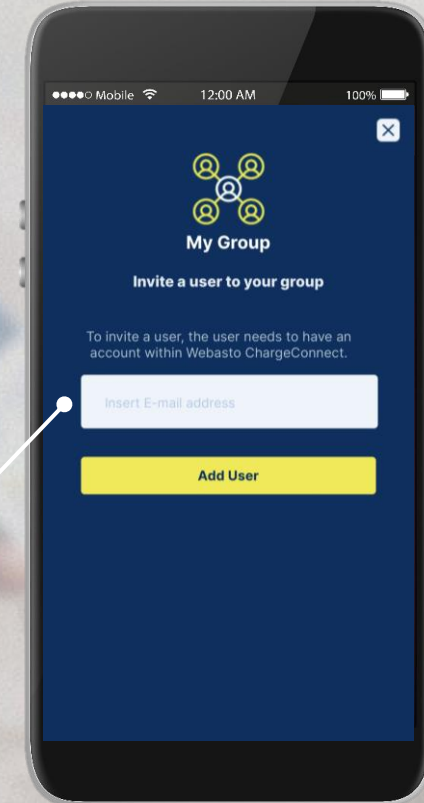 ●●●●○ Mobile 12:00 AM 100%
My Group
Invite a user to your group
To invite a user, the user needs to have an
account within Webasto ChargeConnect.
Insert E-mail address
Add User